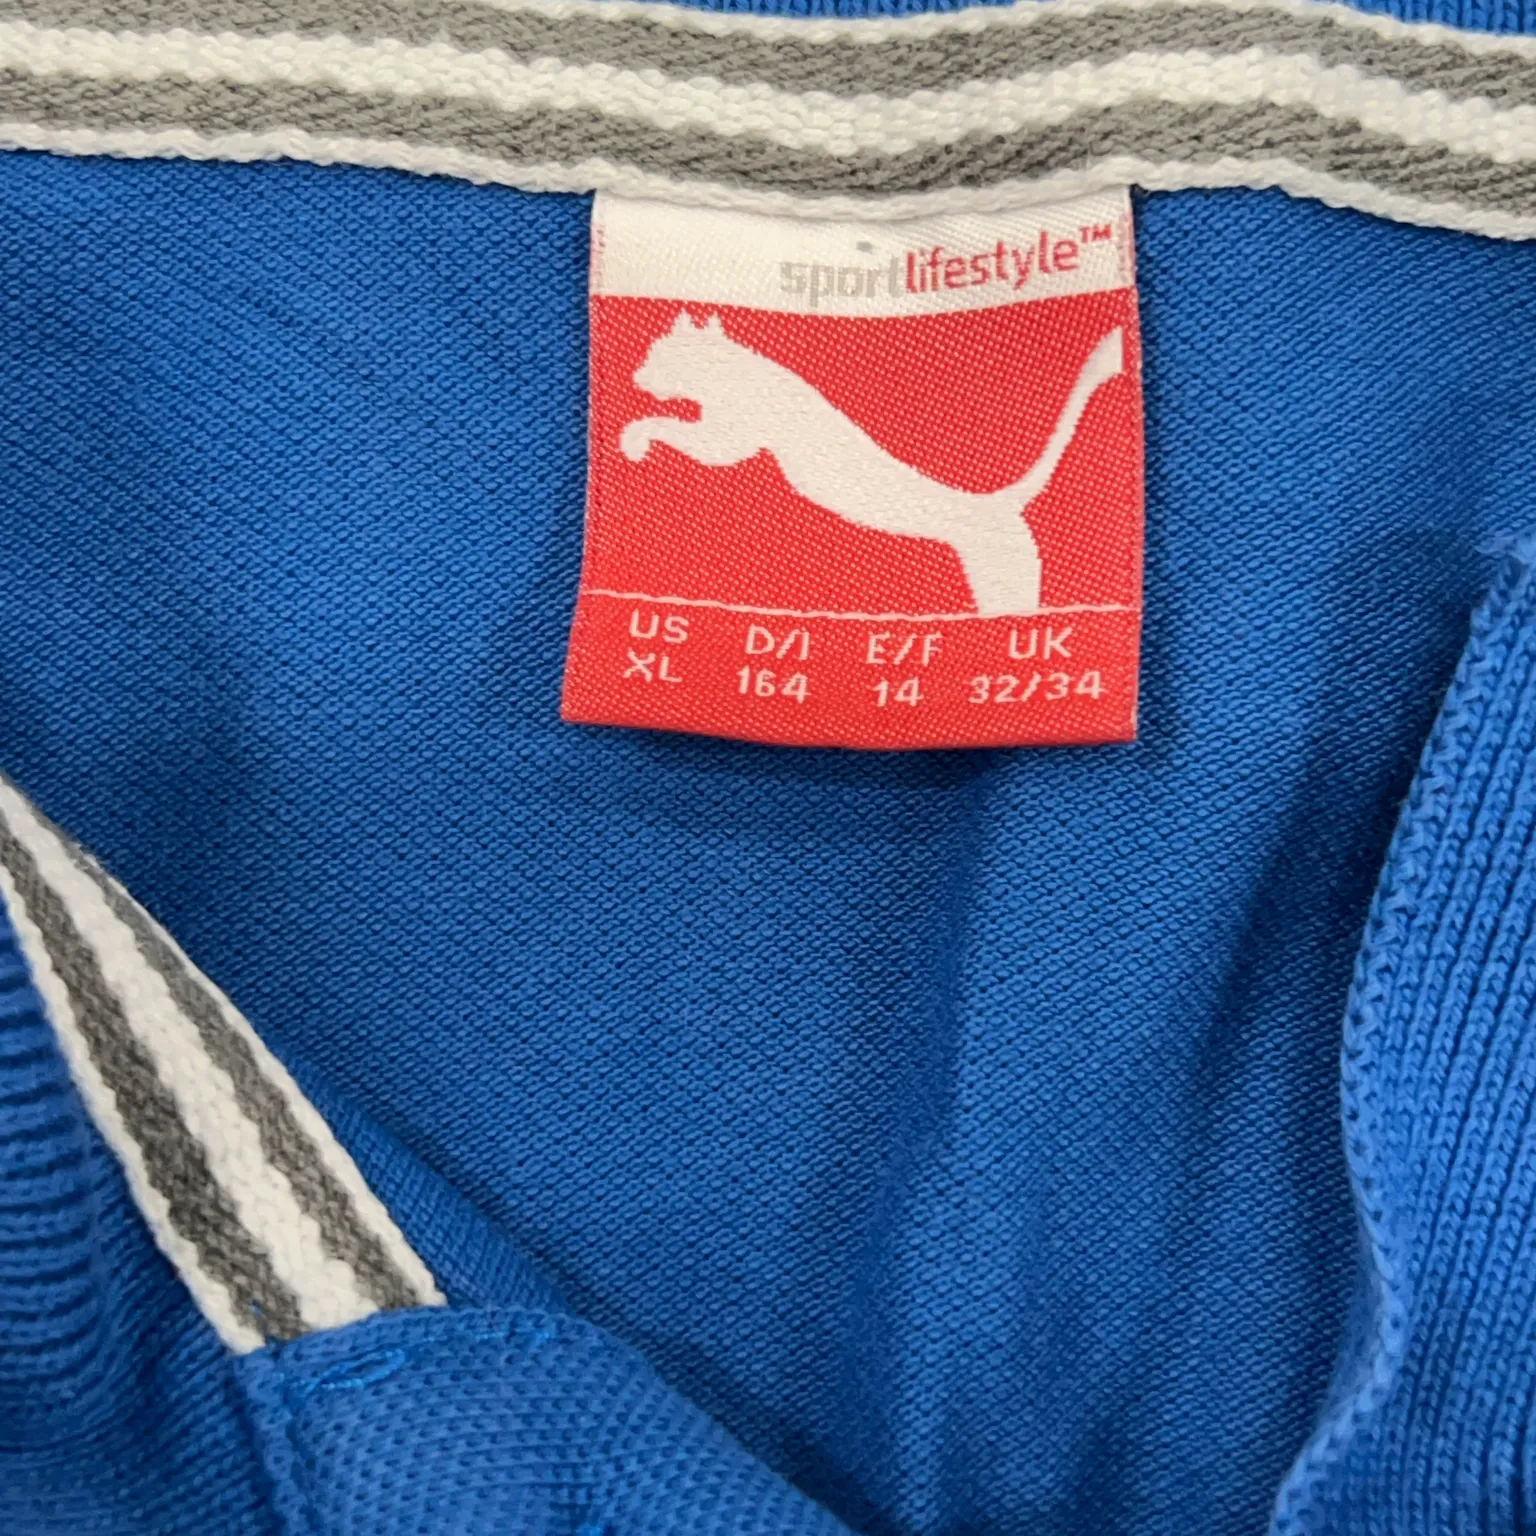 sportlifestyle™
US D/I E/F UK
XL 164 14 32/34